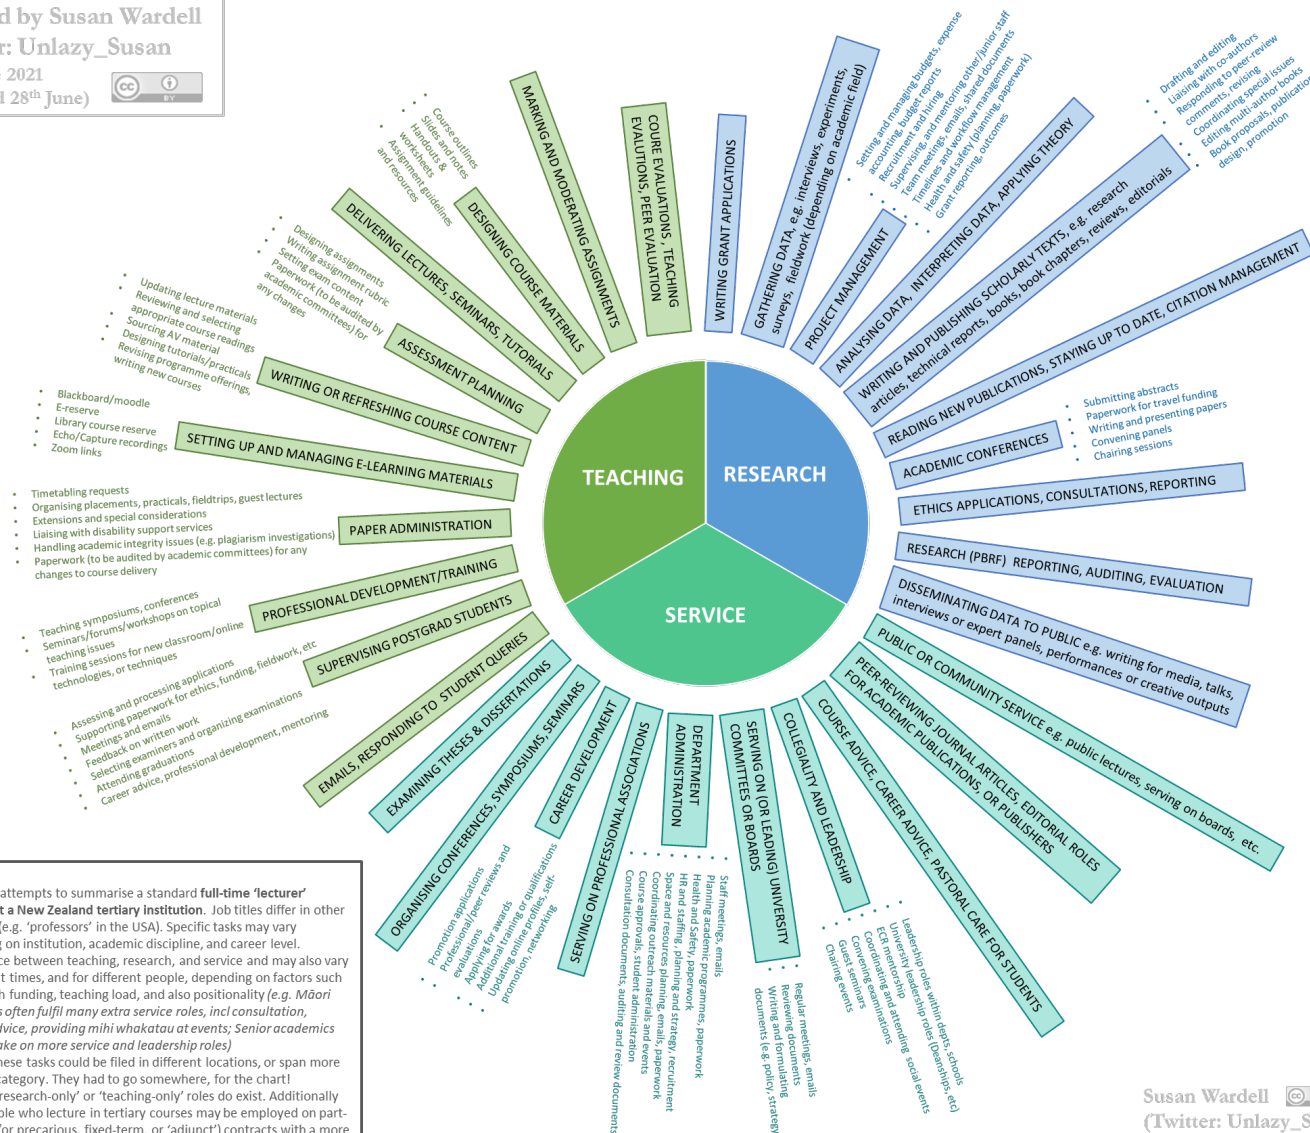 d by Susan Wardell
r: Unlazy_Susan
2021
d 28th June)
BY
TEACHING
RESEARCH
SERVICE
WRITING GRANT APPLICATIONS
GATHERING DATA, e.g. interviews, experiments,
surveys, fieldwork (depending on academic field)
PROJECT MANAGEMENT
Setting and managing budgets, expense
accounting, budget reports
Recruitment and hiring
Supervising, and mentoring other/junior staff
Team meetings, emails, shared documents
Timelines and workflow management
Health and safety (planning, paperwork)
Grant reporting, outcomes
ANALYSING DATA, INTERPRETING DATA, APPLYING THEORY
WRITING AND PUBLISHING SCHOLARLY TEXTS, e.g. research
articles, technical reports, books, book chapters, reviews, editorials
Drafting and editing
Liaising with co-authors
Responding to peer-review
comments, revising
Coordinating special issues
Editing multi-author books
Book proposals, publication
design, promotion
READING NEW PUBLICATIONS, STAYING UP TO DATE, CITATION MANAGEMENT
ACADEMIC CONFERENCES
Submitting abstracts
Paperwork for travel funding
Writing and presenting papers
Convening panels
Chairing sessions
ETHICS APPLICATIONS, CONSULTATIONS, REPORTING
RESEARCH (PBRF) REPORTING, AUDITING, EVALUATION
DISSEMINATING DATA TO PUBLIC e.g. writing for media, talks,
interviews or expert panels, performances or creative outputs
PUBLIC OR COMMUNITY SERVICE e.g. public lectures, serving on boards, etc.
PEER-REVIEWING JOURNAL ARTICLES, EDITORIAL ROLES
FOR ACADEMIC PUBLICATIONS, OR PUBLISHERS
COURSE ADVICE, CAREER ADVICE, PASTORAL CARE FOR STUDENTS
COLLEGIALITY AND LEADERSHIP
Leadership roles within depts, schools
University leadership roles (Deanships, etc)
ECR mentorship
Coordinating and attending social events
Convening examinations
Guest seminars
Chairing events
SERVING ON (OR LEADING) UNIVERSITY
COMMITTEES OR BOARDS
Regular meetings, emails
Reviewing documents
Writing and formulating
documents (e.g. policy, strategy
DEPARTMENT
ADMINISTRATION
Staff meetings, emails
Planning academic programmes, paperwork
Health and Safety, paperwork
HR and staffing, planning and strategy, recruitment
Space and resources planning, emails, paperwork
Coordinating outreach materials and events
Course approvals, student administration
Consultation documents, auditing and review documents
SERVING ON PROFESSIONAL ASSOCIATIONS
CAREER DEVELOPMENT
Promotion applications
Professional/peer reviews and
evaluations
Applying for awards
Additional training or qualifications
Updating online profiles, self-
promotion, networking
ORGANISING CONFERENCES, SYMPOSIUMS, SEMINARS
EXAMINING THESES & DISSERTATIONS
EMAILS, RESPONDING TO STUDENT QUERIES
SUPERVISING POSTGRAD STUDENTS
Assessing and processing applications
Supporting paperwork for ethics, funding, fieldwork, etc
Meetings and emails
Feedback on written work
Selecting examiners and organizing examinations
Attending graduations
Career advice, professional development, mentoring
PROFESSIONAL DEVELOPMENT/TRAINING
Teaching symposiums, conferences
Seminars/forums/workshops on topical
teaching issues
Training sessions for new classroom/online
technologies, or techniques
PAPER ADMINISTRATION
Timetabling requests
Organising placements, practicals, fieldtrips, guest lectures
Extensions and special considerations
Liaising with disability support services
Handling academic integrity issues (e.g. plagiarism investigations)
Paperwork (to be audited by academic committees) for any
changes to course delivery
SETTING UP AND MANAGING E-LEARNING MATERIALS
Blackboard/moodle
E-reserve
Library course reserve
Echo/Capture recordings
Zoom links
WRITING OR REFRESHING COURSE CONTENT
Updating lecture materials
Reviewing and selecting
appropriate course readings
Sourcing AV material
Designing tutorials/practicals
Revising programme offerings,
writing new courses
ASSESSMENT PLANNING
Designing assignments
Writing assignment rubric
Setting exam content
Paperwork (to be audited by
academic committees) for
any changes
DELIVERING LECTURES, SEMINARS, TUTORIALS
DESIGNING COURSE MATERIALS
Course outlines
Slides and notes
Handouts &
worksheets
Assignment guidelines
and resources
MARKING AND MODERATING ASSIGNMENTS
COURE EVALUATIONS , TEACHING
EVALUTIONS, PEER EVALUATION
attempts to summarise a standard full-time 'lecturer'
t a New Zealand tertiary institution. Job titles differ in other
(e.g. 'professors' in the USA). Specific tasks may vary
g on institution, academic discipline, and career level.
ce between teaching, research, and service and may also vary
t times, and for different people, depending on factors such
h funding, teaching load, and also positionality (e.g. Māori
s often fulfil many extra service roles, incl consultation,
dvice, providing mihi whakatau at events; Senior academics
ake on more service and leadership roles)
hese tasks could be filed in different locations, or span more
category. They had to go somewhere, for the chart!
research-only' or 'teaching-only' roles do exist. Additionally
ple who lecture in tertiary courses may be employed on part-
(or precarious, fixed-term, or 'adjunct') contracts with a more
Susan Wardell
(Twitter: Unlazy_S